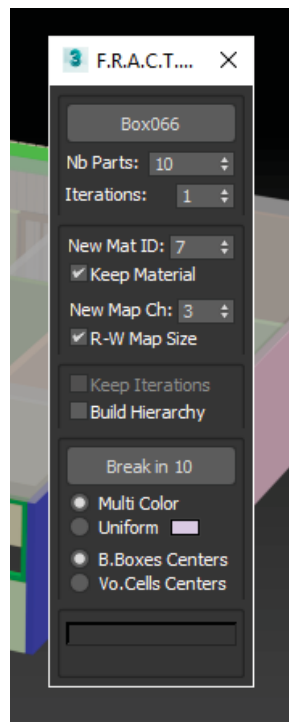 3 F.R.A.C.T....
Box066
Nb Parts: 10
Iterations: 1
New Mat ID: 7
Keep Material
New Map Ch: 3
R-W Map Size
Keep Iterations
Build Hierarchy
Break in 10
Multi Color
Uniform
B.Boxes Centers
Vo.Cells Centers